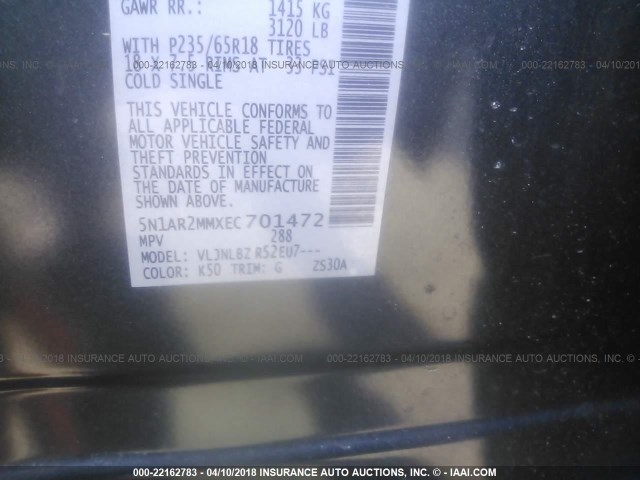 GAWR RR.: 1415 KG
3120 LB
WITH P235/65R18 TIRES
COLD SINGLE
THIS VEHICLE CONFORMS TO
ALL APPLICABLE FEDERAL
MOTOR VEHICLE SAFETY AND
THEFT PREVENTION
STANDARDS IN EFFECT ON
THE DATE OF MANUFACTURE
SHOWN ABOVE.
5N1AR2MMXEC701472
MPV 288
MODEL: VLJNLBZ R52EU7---
COLOR: K50 TRIM: G ZS30A
000-22162783 - 04/10/2018 INSURANCE AUTO AUCTIONS, INC.© - © IAAI.COM